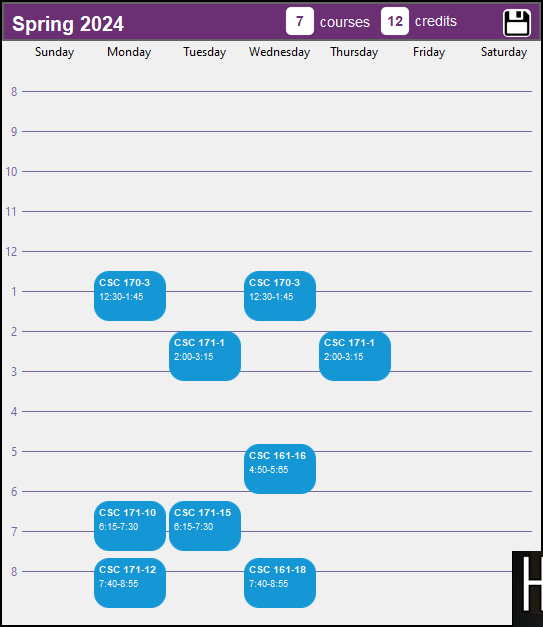 Spring 2024 7 courses 12 credits
Sunday Monday Tuesday Wednesday Thursday Friday Saturday
8
9
10
11
12
CSC 170-3 CSC 170-3
12:30-1:45 12:30-1:45
1
2
CSC 171-1 CSC 171-1
2:00-3:15 2:00-3:15
3
4
5
CSC 161-16
4:50-5:65
6
CSC 171-10 CSC 171-15
6:15-7:30 6:15-7:30
7
CSC 171-12 CSC 161-18
8
7:40-8:55 7:40-8:55
H